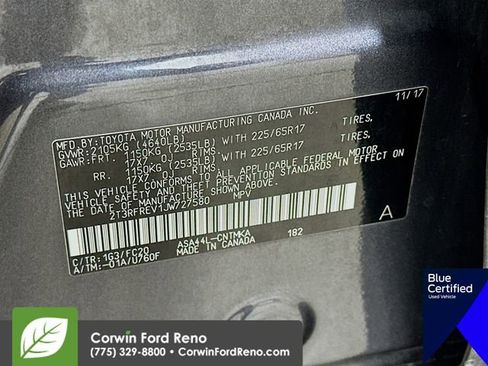 MFD. BY: TOYOTA MOTOR MANUFACTURING CANADA INC. 11/17
GVWR: 2105KG (4640LB)
GAWR: FRT. 1150KG (2535LB) WITH 225/65R17 TIRES,
17X7.0J RIMS
RR. 1150KG (2535LB) WITH 225/65R17 TIRES,
17X7.0J RIMS
THIS VEHICLE CONFORMS TO ALL APPLICABLE FEDERAL MOTOR
VEHICLE SAFETY AND THEFT PREVENTION STANDARDS IN EFFECT ON
THE DATE OF MANUFACTURE SHOWN ABOVE.
2T3RFREV1JW727580 MPV A
C/TR: 1G3/FC20 ASA44L-CNTMKA 182
A/TM: -01A/U760F MADE IN CANADA
Blue
Certified
Used Vehicle
Corwin Ford Reno
(775) 329-8800 • CorwinFordReno.com